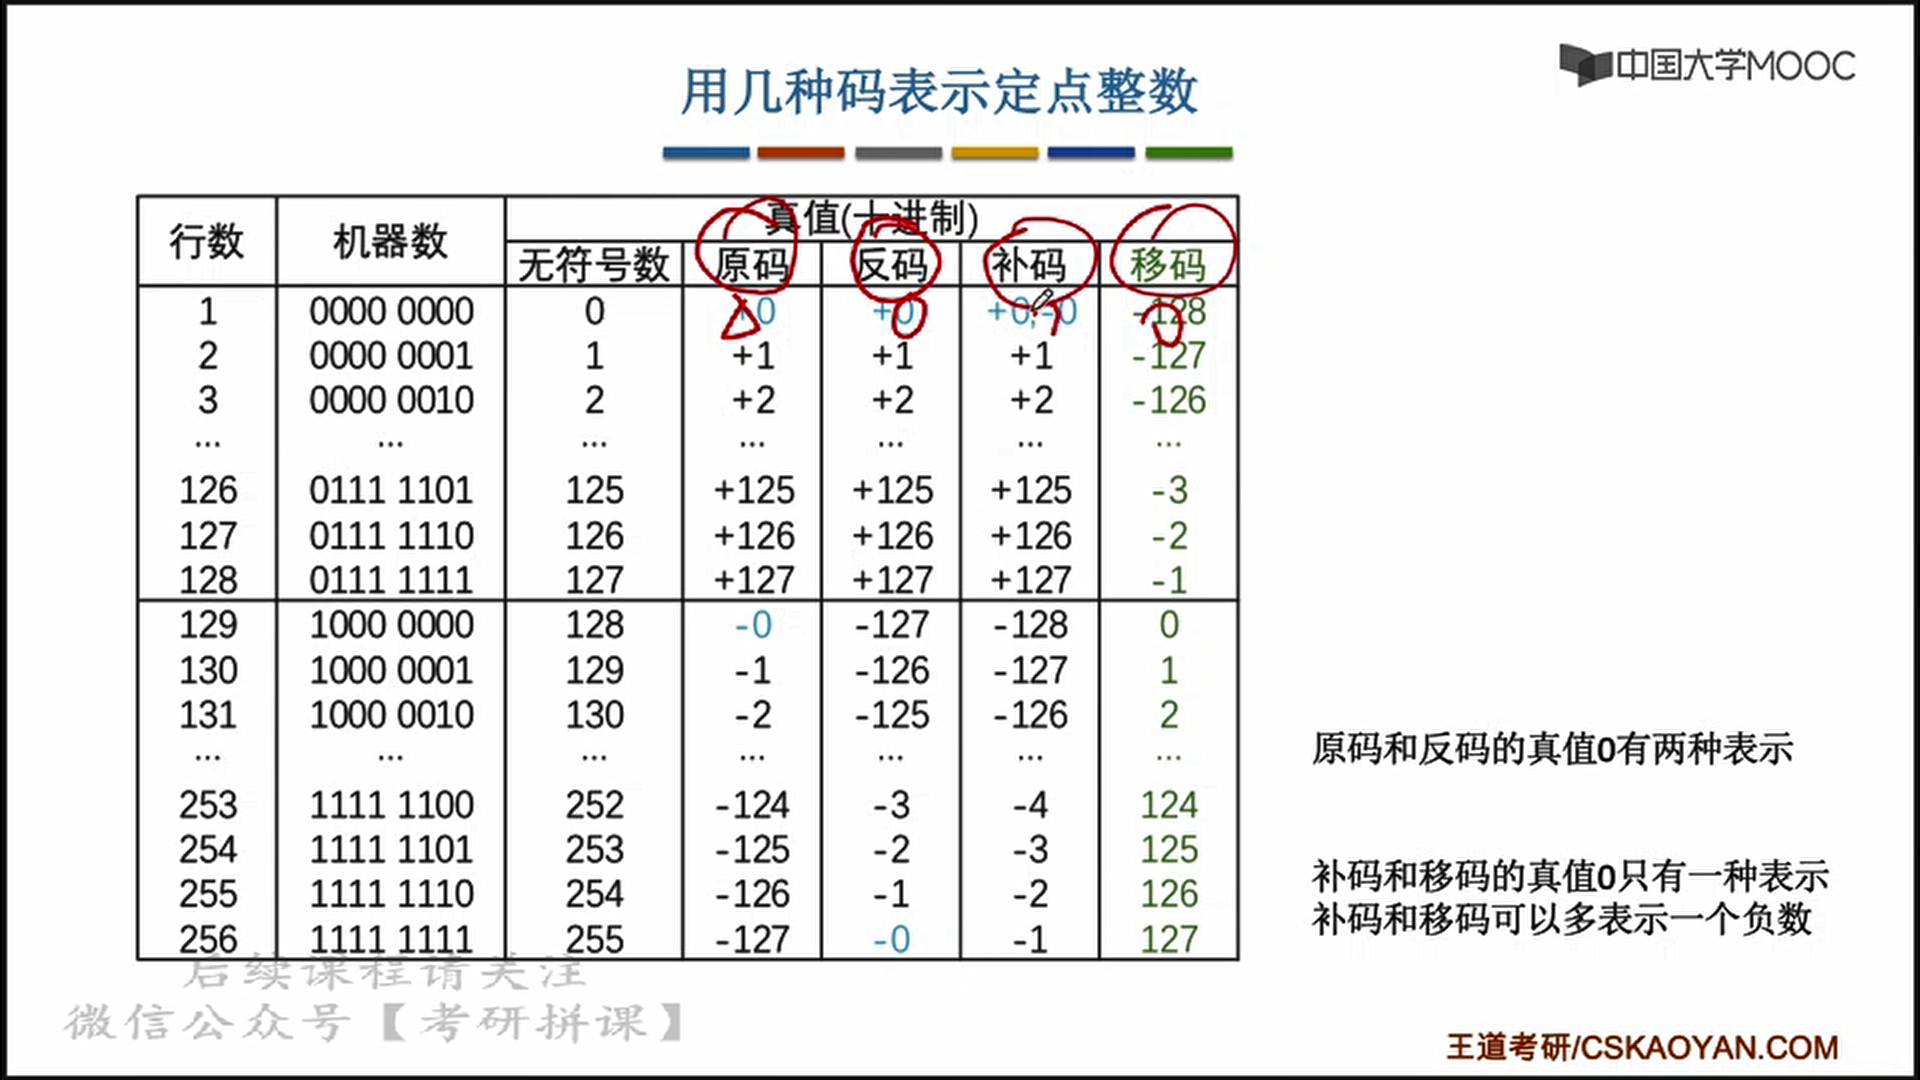 中国大学MOOC
用几种码表示定点整数
行数 机器数 真值(十进制)
无符号数 原码 反码 补码 移码
1 0000 0000 0 +0 +0 +0,-0 -128
2 0000 0001 1 +1 +1 +1 -127
3 0000 0010 2 +2 +2 +2 -126
... ... ... ... ... ... ...
126 0111 1101 125 +125 +125 +125 -3
127 0111 1110 126 +126 +126 +126 -2
128 0111 1111 127 +127 +127 +127 -1
129 1000 0000 128 -0 -127 -128 0
130 1000 0001 129 -1 -126 -127 1
131 1000 0010 130 -2 -125 -126 2
... ... ... ... ... ... ...
253 1111 1100 252 -124 -3 -4 124
254 1111 1101 253 -125 -2 -3 125
255 1111 1110 254 -126 -1 -2 126
256 1111 1111 255 -127 -0 -1 127
原码和反码的真值0有两种表示
补码和移码的真值0只有一种表示
补码和移码可以多表示一个负数
后续课程请关注
微信公众号【考研拼课】
王道考研/CSKAOYAN.COM